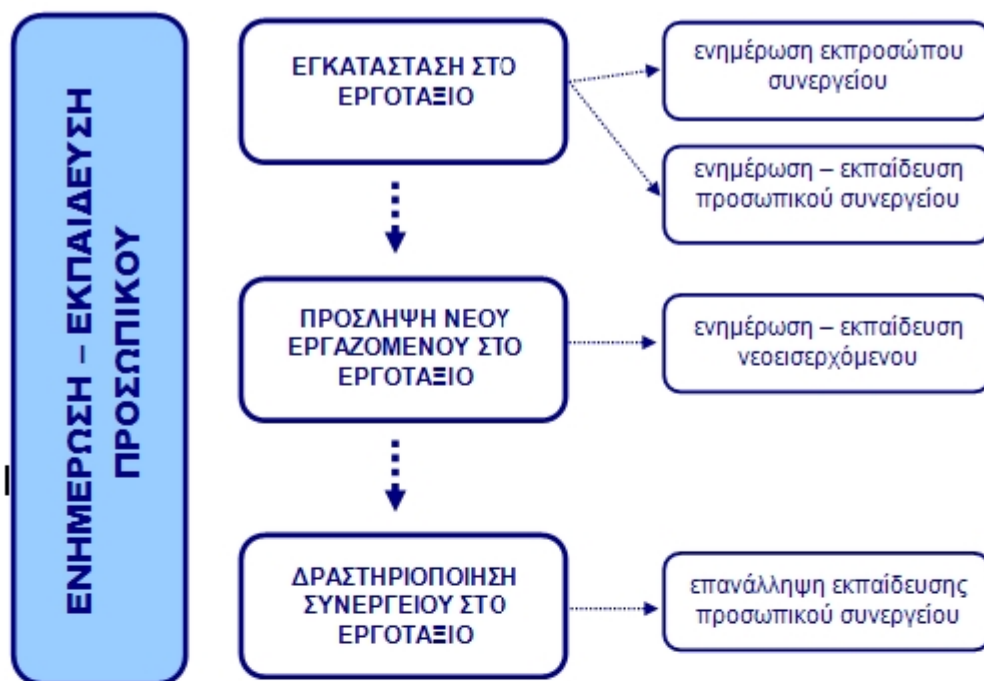 ΕΝΗΜΕΡΩΣΗ – ΕΚΠΑΙΔΕΥΣΗ
ΠΡΟΣΩΠΙΚΟΥ
ΕΓΚΑΤΑΣΤΑΣΗ ΣΤΟ
ΕΡΓΟΤΑΞΙΟ
ενημέρωση εκπροσώπου
συνεργείου
ενημέρωση – εκπαίδευση
προσωπικού συνεργείου
ΠΡΟΣΛΗΨΗ ΝΕΟΥ
ΕΡΓΑΖΟΜΕΝΟΥ ΣΤΟ
ΕΡΓΟΤΑΞΙΟ
ενημέρωση – εκπαίδευση
νεοεισερχόμενου
ΔΡΑΣΤΗΡΙΟΠΟΙΗΣΗ
ΣΥΝΕΡΓΕΙΟΥ ΣΤΟ
ΕΡΓΟΤΑΞΙΟ
επανάλληψη εκπαίδευσης
προσωπικού συνεργείου